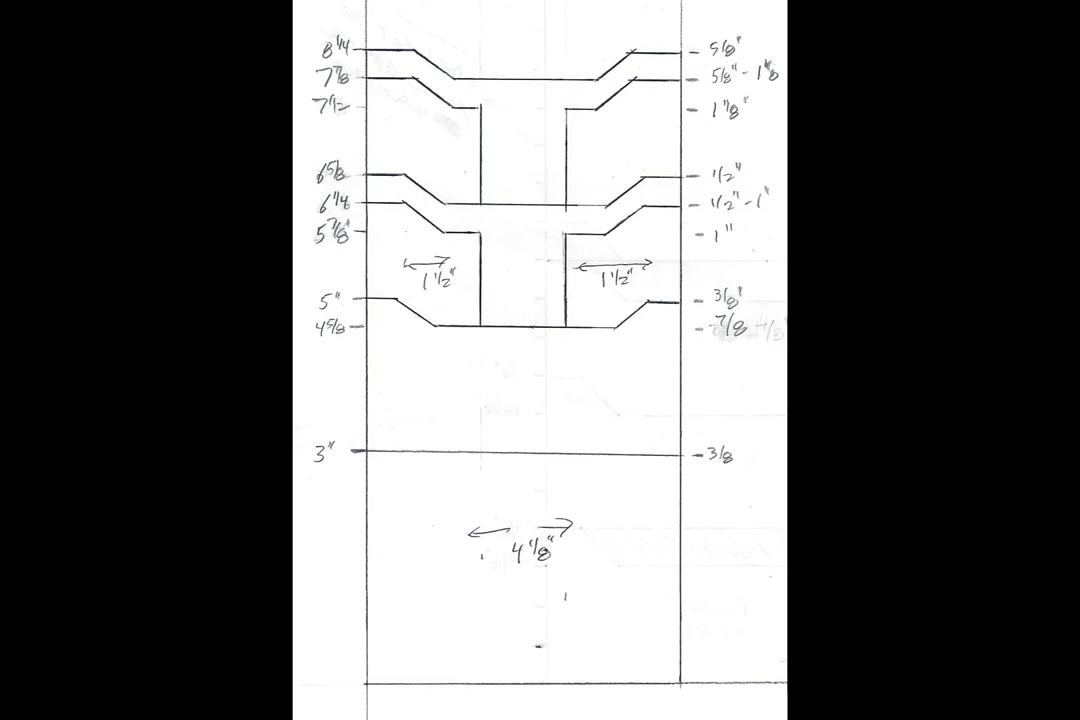 8 1/4 5/8"
7 7/8 5/8" - 1 1/8"
7 1/2 1 1/8"
6 5/8 1/2"
6 1/4 1/2" - 1"
5 7/8" 1"
1 1/2" 1 1/2"
5" 3/8"
4 5/8 7/8
3" 3/8
4 1/8"